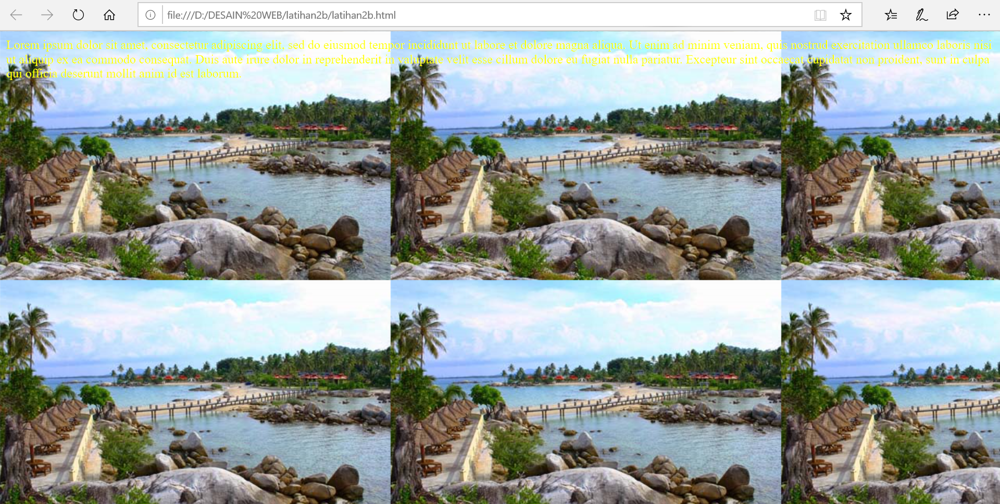 file:///D:/DESAIN%20WEB/latihan2b/latihan2b.html
Lorem ipsum dolor sit amet, consectetur adipiscing elit, sed do eiusmod tempor incididunt ut labore et dolore magna aliqua. Ut enim ad minim veniam, quis nostrud exercitation ullamco laboris nisi
ut aliquip ex ea commodo consequat. Duis aute irure dolor in reprehenderit in valuptate velit esse cillum dolore eu fugiat nulla pariatur. Excepteur sint occaecat cupidatat non proident, sunt in culpa
qui officia deserunt mollit anim id est laborum.